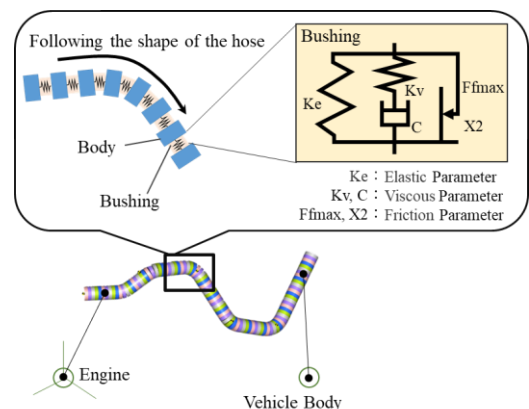 Following the shape of the hose
Body
Bushing
Bushing
Ke
Kv
C
Ffmax
X2
Ke：Elastic Parameter
Kv, C：Viscous Parameter
Ffmax, X2：Friction Parameter
Engine
Vehicle Body